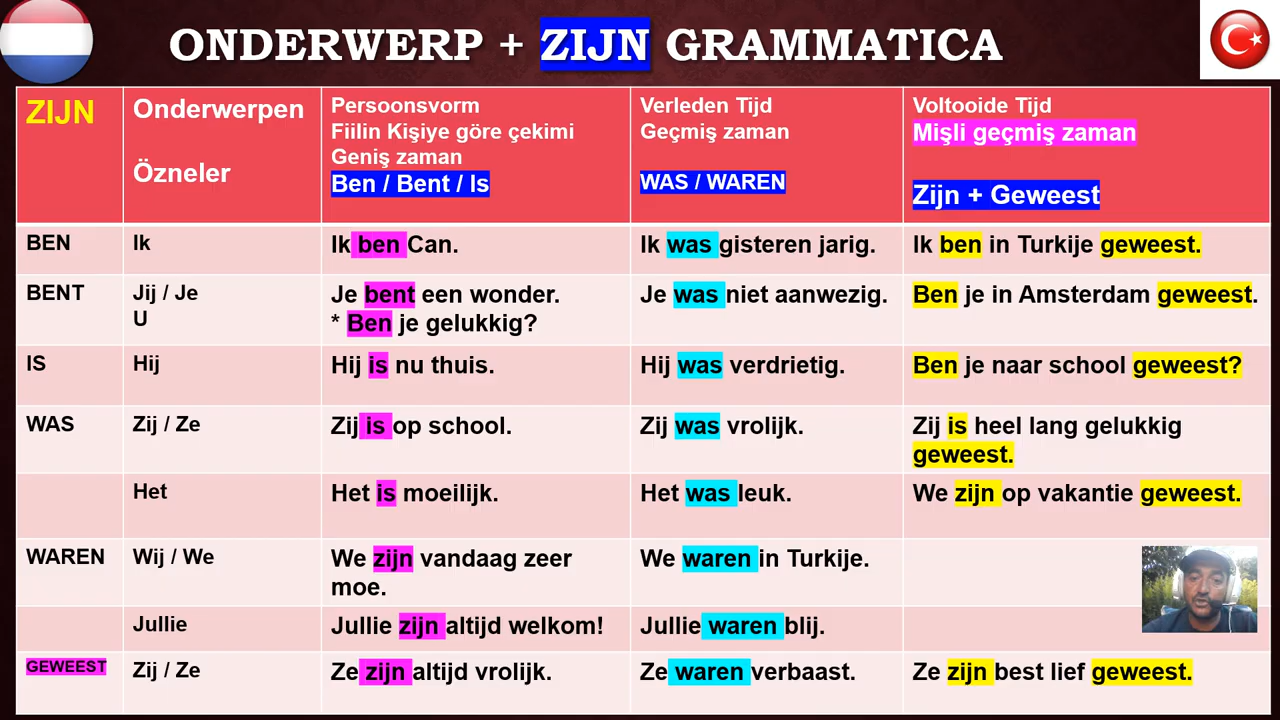 ONDERWERP + ZIJN GRAMMATICA
ZIJN
Onderwerpen
Özneler
Persoonsvorm
Fiilin Kişiye göre çekimi
Geniş zaman
Ben / Bent / Is
Verleden Tijd
Geçmiş zaman
WAS / WAREN
Voltooide Tijd
Mişli geçmiş zaman
Zijn + Geweest
BEN
Ik
Ik ben Can.
Ik was gisteren jarig.
Ik ben in Turkije geweest.
BENT
Jij / Je
U
Je bent een wonder.
* Ben je gelukkig?
Je was niet aanwezig.
Ben je in Amsterdam geweest.
IS
Hij
Hij is nu thuis.
Hij was verdrietig.
Ben je naar school geweest?
WAS
Zij / Ze
Zij is op school.
Zij was vrolijk.
Zij is heel lang gelukkig
geweest.
Het
Het is moeilijk.
Het was leuk.
We zijn op vakantie geweest.
WAREN
Wij / We
We zijn vandaag zeer
moe.
We waren in Turkije.
Jullie
Jullie zijn altijd welkom!
Jullie waren blij.
GEWEEST
Zij / Ze
Ze zijn altijd vrolijk.
Ze waren verbaast.
Ze zijn best lief geweest.